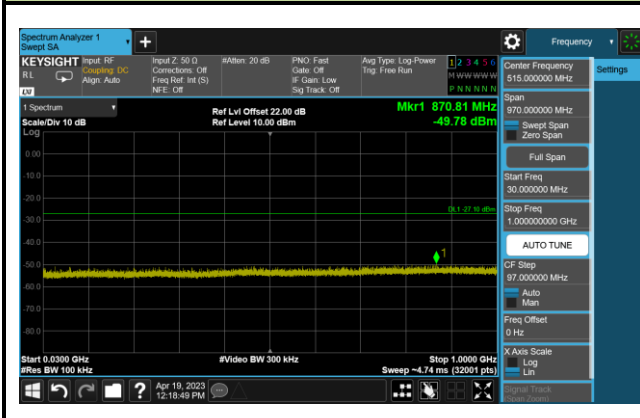 Spectrum Analyzer 1
Swept SA
Frequency
KEYSIGHT
RL
LXI
Input: RF
Coupling: DC
Align: Auto
Input Z: 50 Ω
Corrections: Off
Freq Ref: Int (S)
NFE: Off
#Atten: 20 dB
PNO: Fast
Gate: Off
IF Gain: Low
Sig Track: Off
Avg Type: Log-Power
Trig: Free Run
1 2 3 4 5 6
M W W W W W
P N N N N N
1 Spectrum
Scale/Div 10 dB
Log
Ref Lvl Offset 22.00 dB
Ref Level 10.00 dBm
Mkr1 870.81 MHz
-49.78 dBm
0.00
-10.0
-20.0
-30.0
-40.0
-50.0
-60.0
-70.0
-80.0
DL1 -27.10 dBm
1
Start 0.0300 GHz
#Res BW 100 kHz
#Video BW 300 kHz
Stop 1.0000 GHz
Sweep ~4.74 ms (32001 pts)
Apr 19, 2023
12:18:49 PM
Center Frequency
515.000000 MHz
Span
970.000000 MHz
Swept Span
Zero Span
Full Span
Start Freq
30.000000 MHz
Stop Freq
1.000000000 GHz
AUTO TUNE
CF Step
97.000000 MHz
Auto
Man
Freq Offset
0 Hz
X Axis Scale
Log
Lin
Signal Track
(Span Zoom)
Settings